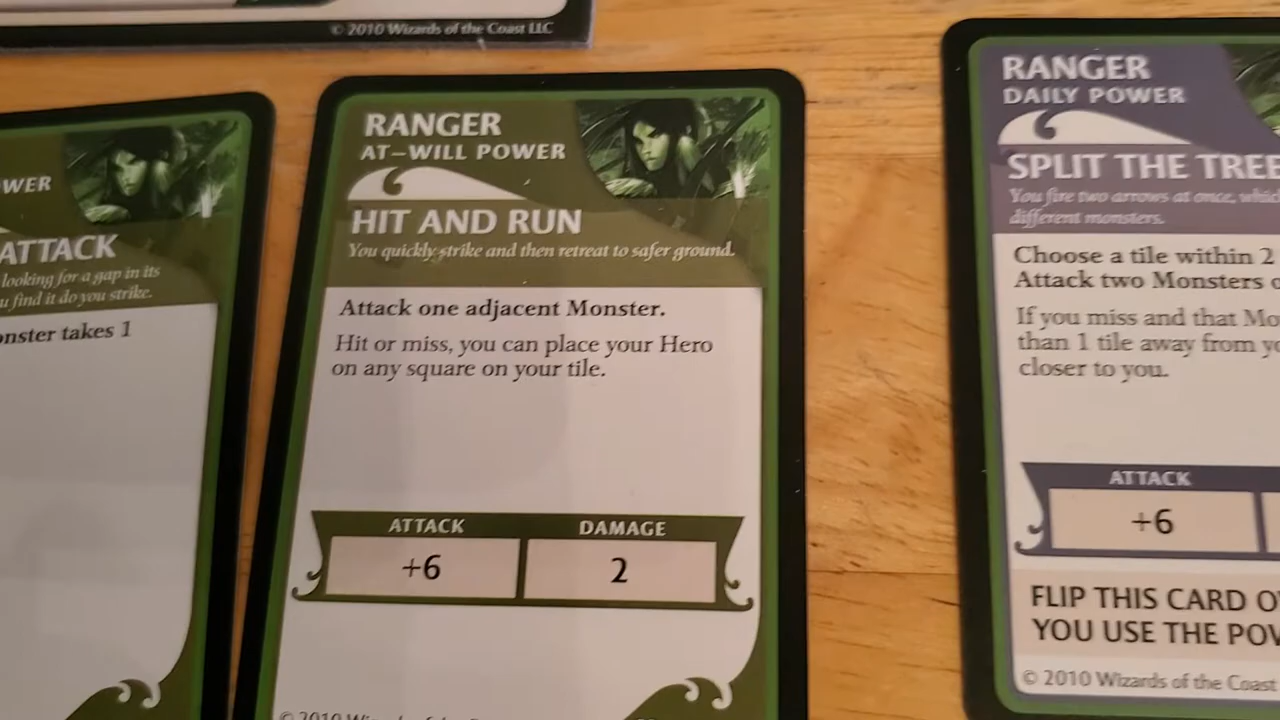 © 2010 Wizards of the Coast LLC
WER
ATTACK
looking for a gap in its
u find it do you strike.
onster takes 1
RANGER
AT-WILL POWER
HIT AND RUN
You quickly strike and then retreat to safer ground.
Attack one adjacent Monster.
Hit or miss, you can place your Hero
on any square on your tile.
ATTACK DAMAGE
+6 2
RANGER
DAILY POWER
SPLIT THE TREE
You fire two arrows at once, whic
different monsters.
Choose a tile within 2
Attack two Monsters o
If you miss and that Mo
than 1 tile away from yo
closer to you.
ATTACK
+6
FLIP THIS CARD O
YOU USE THE POW
© 2010 Wizards of the Coast